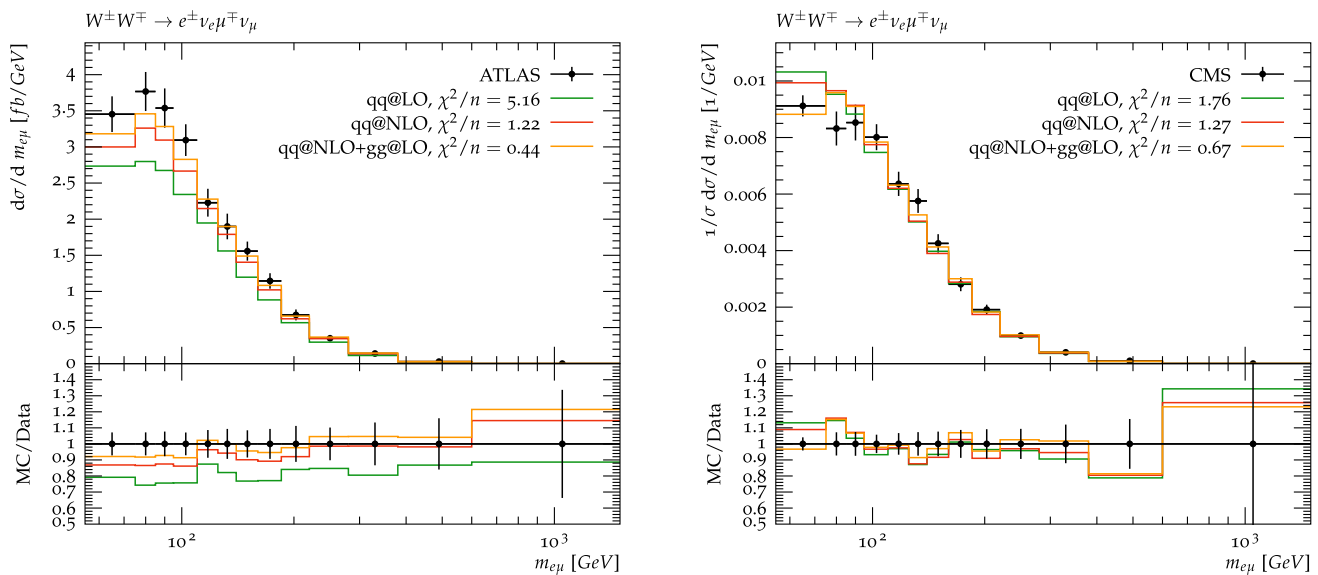 W±W∓ → e±νeμ∓νμ
dσ/d meμ [fb/GeV]
4
3.5
3
2.5
2
1.5
1
0.5
0
ATLAS
qq@LO, χ²/n = 5.16
qq@NLO, χ²/n = 1.22
qq@NLO+gg@LO, χ²/n = 0.44
MC/Data
1.4
1.3
1.2
1.1
1
0.9
0.8
0.7
0.6
0.5
10² 10³
meμ [GeV]
W±W∓ → e±νeμ∓νμ
1/σ dσ/d meμ [1/GeV]
0.01
0.008
0.006
0.004
0.002
0
CMS
qq@LO, χ²/n = 1.76
qq@NLO, χ²/n = 1.27
qq@NLO+gg@LO, χ²/n = 0.67
MC/Data
1.4
1.3
1.2
1.1
1
0.9
0.8
0.7
0.6
0.5
10² 10³
meμ [GeV]